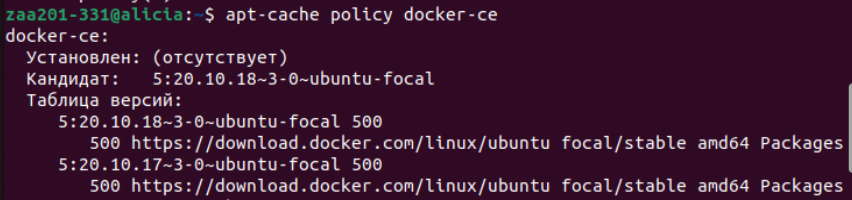 zaa201-331@alicia:~$ apt-cache policy docker-ce
docker-ce:
  Установлен: (отсутствует)
  Кандидат:   5:20.10.18~3-0~ubuntu-focal
  Таблица версий:
     5:20.10.18~3-0~ubuntu-focal 500
        500 https://download.docker.com/linux/ubuntu focal/stable amd64 Packages
     5:20.10.17~3-0~ubuntu-focal 500
        500 https://download.docker.com/linux/ubuntu focal/stable amd64 Packages